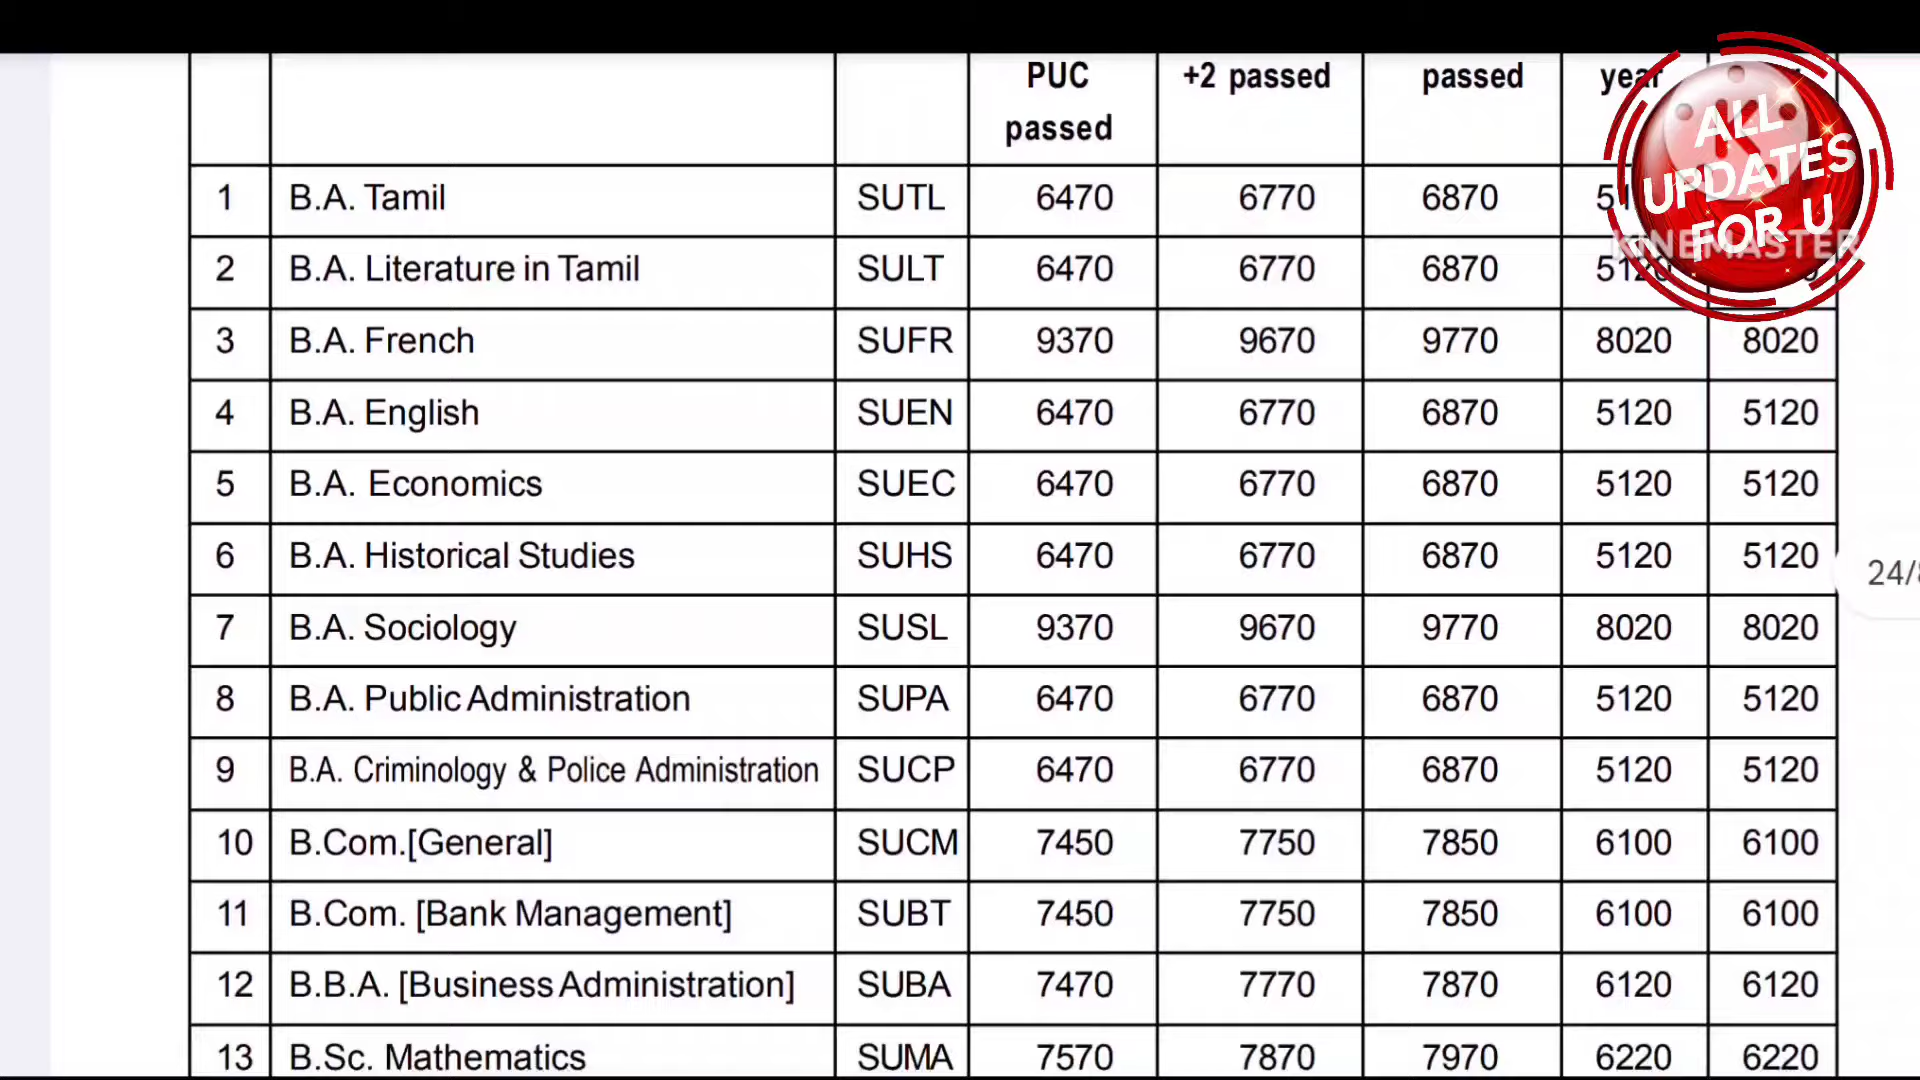 PUC +2 passed passed year
passed
1 B.A. Tamil SUTL 6470 6770 6870
2 B.A. Literature in Tamil SULT 6470 6770 6870 5120
3 B.A. French SUFR 9370 9670 9770 8020 8020
4 B.A. English SUEN 6470 6770 6870 5120 5120
5 B.A. Economics SUEC 6470 6770 6870 5120 5120
6 B.A. Historical Studies SUHS 6470 6770 6870 5120 5120
7 B.A. Sociology SUSL 9370 9670 9770 8020 8020
8 B.A. Public Administration SUPA 6470 6770 6870 5120 5120
9 B.A. Criminology & Police Administration SUCP 6470 6770 6870 5120 5120
10 B.Com.[General] SUCM 7450 7750 7850 6100 6100
11 B.Com. [Bank Management] SUBT 7450 7750 7850 6100 6100
12 B.B.A. [Business Administration] SUBA 7470 7770 7870 6120 6120
13 B.Sc. Mathematics SUMA 7570 7870 7970 6220 6220
ALL
UPDATES
FOR U
KINEMASTER
24/